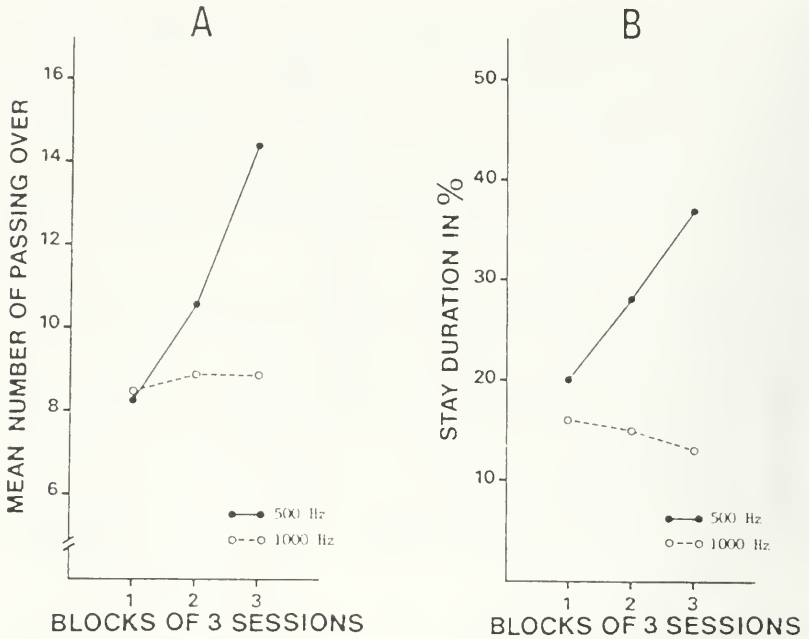 A
MEAN NUMBER OF PASSING OVER
16
14
12
10
8
6
500 Hz
1000 Hz
1 2 3
BLOCKS OF 3 SESSIONS
B
STAY DURATION IN %
50
40
30
20
10
500 Hz
1000 Hz
1 2 3
BLOCKS OF 3 SESSIONS